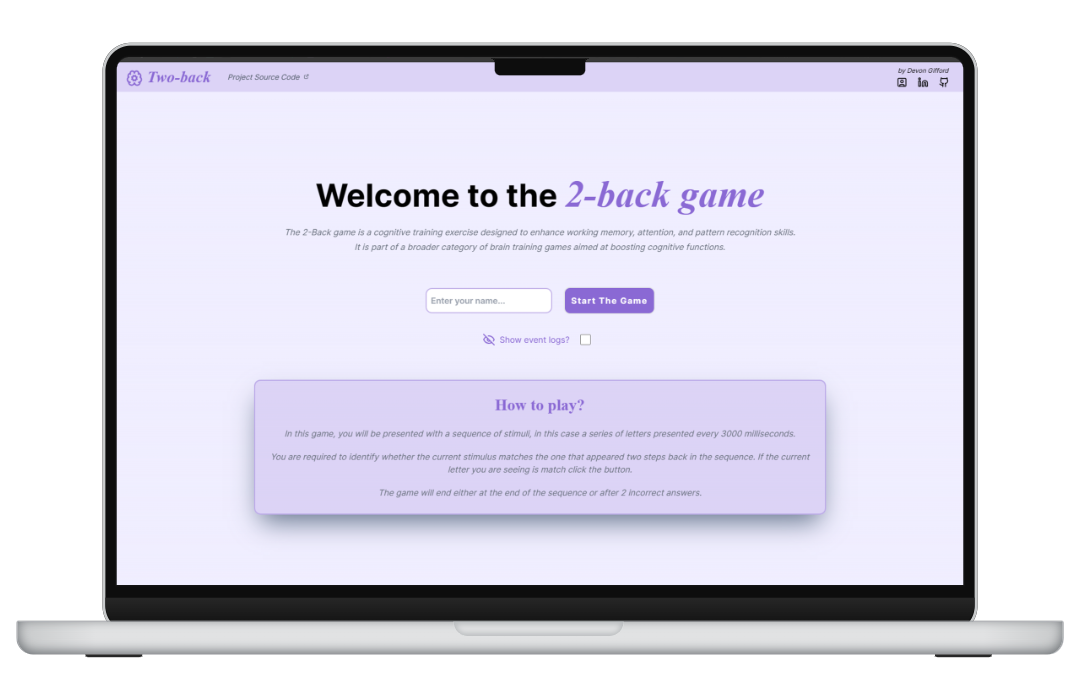 Two-back
Project Source Code
by Devon Gifford
Welcome to the 2-back game
The 2-Back game is a cognitive training exercise designed to enhance working memory, attention, and pattern recognition skills.
It is part of a broader category of brain training games aimed at boosting cognitive functions.
Enter your name...
Start The Game
Show event logs?
How to play?
In this game, you will be presented with a sequence of stimuli, in this case a series of letters presented every 3000 milliseconds.
You are required to identify whether the current stimulus matches the one that appeared two steps back in the sequence. If the current
letter you are seeing is match click the button.
The game will end either at the end of the sequence or after 2 incorrect answers.